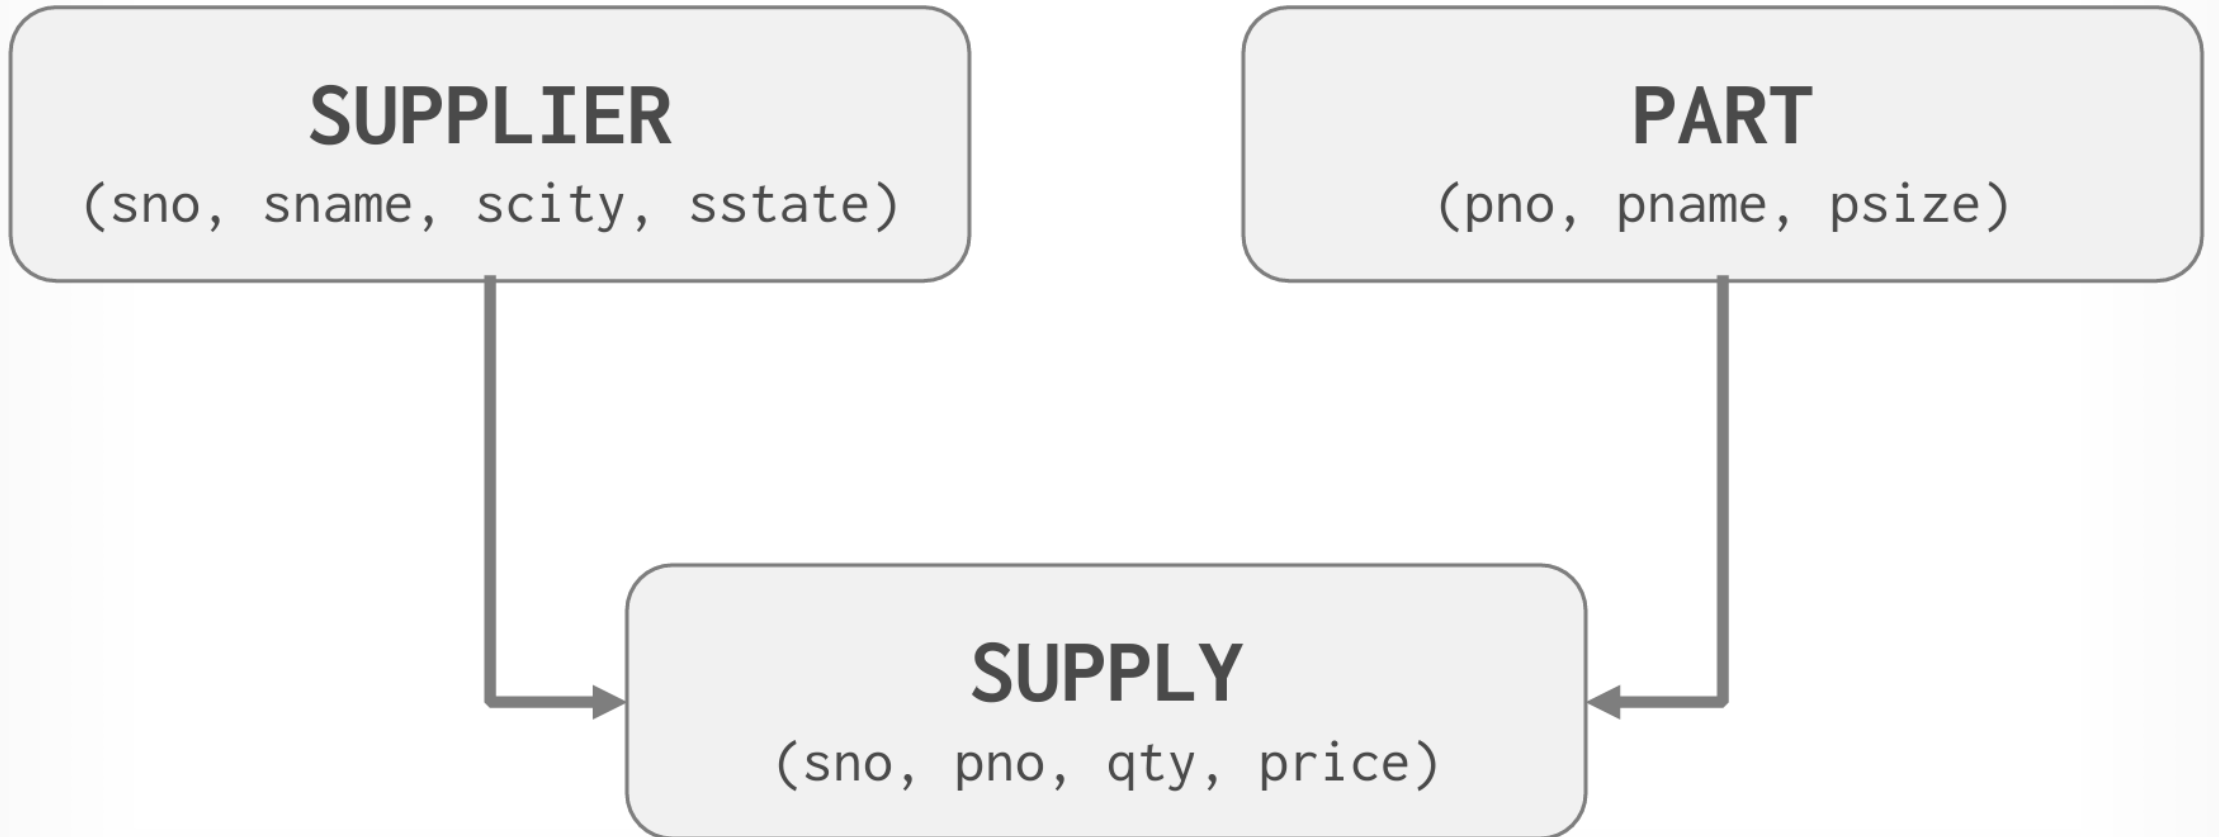 SUPPLIER
(sno, sname, scity, sstate)
PART
(pno, pname, psize)
SUPPLY
(sno, pno, qty, price)